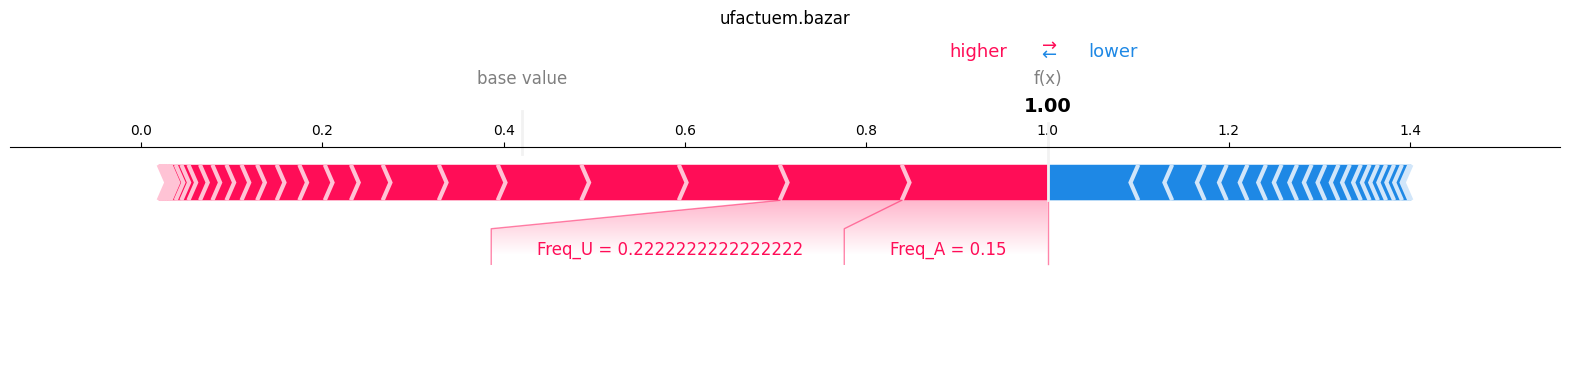 ufactuem.bazar
higher ⇄ lower
base value f(x)
1.00
0.0 0.2 0.4 0.6 0.8 1.0 1.2 1.4
Freq_U = 0.2222222222222222 Freq_A = 0.15